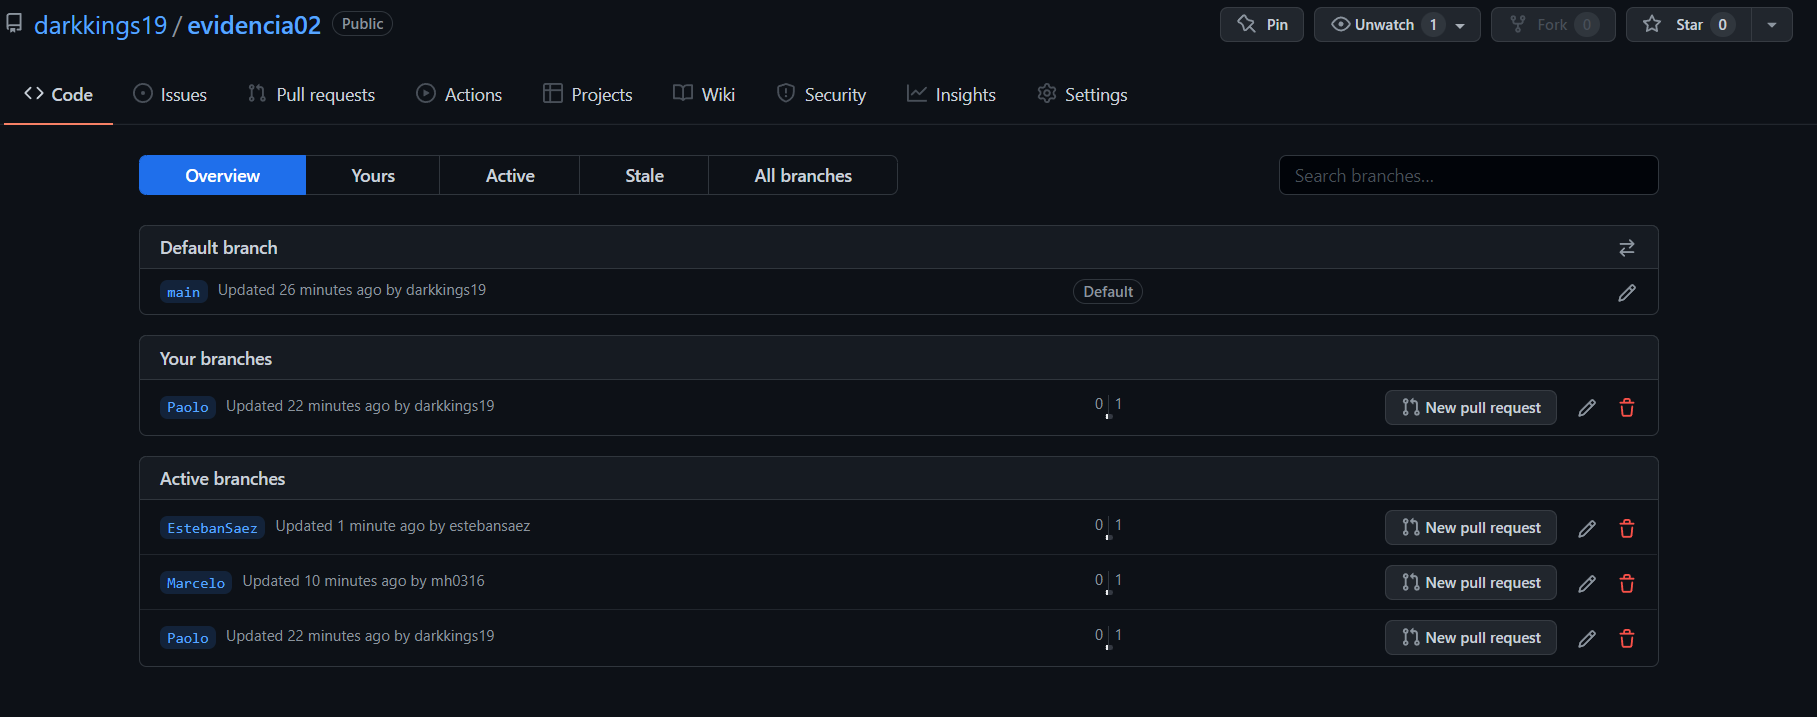 darkkings19 / evidencia02 Public Pin Unwatch 1 Fork 0 Star 0
Code Issues Pull requests Actions Projects Wiki Security Insights Settings
Overview Yours Active Stale All branches Search branches...
Default branch
main Updated 26 minutes ago by darkkings19 Default
Your branches
Paolo Updated 22 minutes ago by darkkings19 0 1 New pull request
Active branches
EstebanSaez Updated 1 minute ago by estebansaez 0 1 New pull request
Marcelo Updated 10 minutes ago by mh0316 0 1 New pull request
Paolo Updated 22 minutes ago by darkkings19 0 1 New pull request